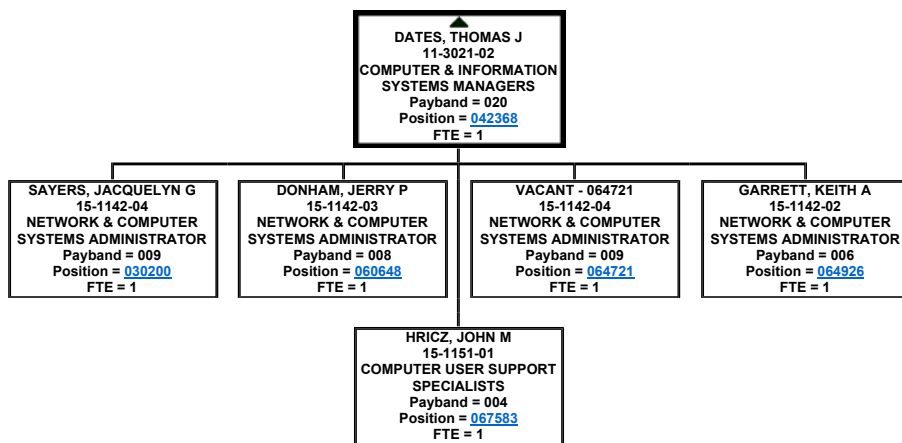 DATES, THOMAS J
11-3021-02
COMPUTER & INFORMATION
SYSTEMS MANAGERS
Payband = 020
Position = 042368
FTE = 1
SAYERS, JACQUELYN G
15-1142-04
NETWORK & COMPUTER
SYSTEMS ADMINISTRATOR
Payband = 009
Position = 030200
FTE = 1
DONHAM, JERRY P
15-1142-03
NETWORK & COMPUTER
SYSTEMS ADMINISTRATOR
Payband = 008
Position = 060648
FTE = 1
VACANT - 064721
15-1142-04
NETWORK & COMPUTER
SYSTEMS ADMINISTRATOR
Payband = 009
Position = 064721
FTE = 1
GARRETT, KEITH A
15-1142-02
NETWORK & COMPUTER
SYSTEMS ADMINISTRATOR
Payband = 006
Position = 064926
FTE = 1
HRICZ, JOHN M
15-1151-01
COMPUTER USER SUPPORT
SPECIALISTS
Payband = 004
Position = 067583
FTE = 1